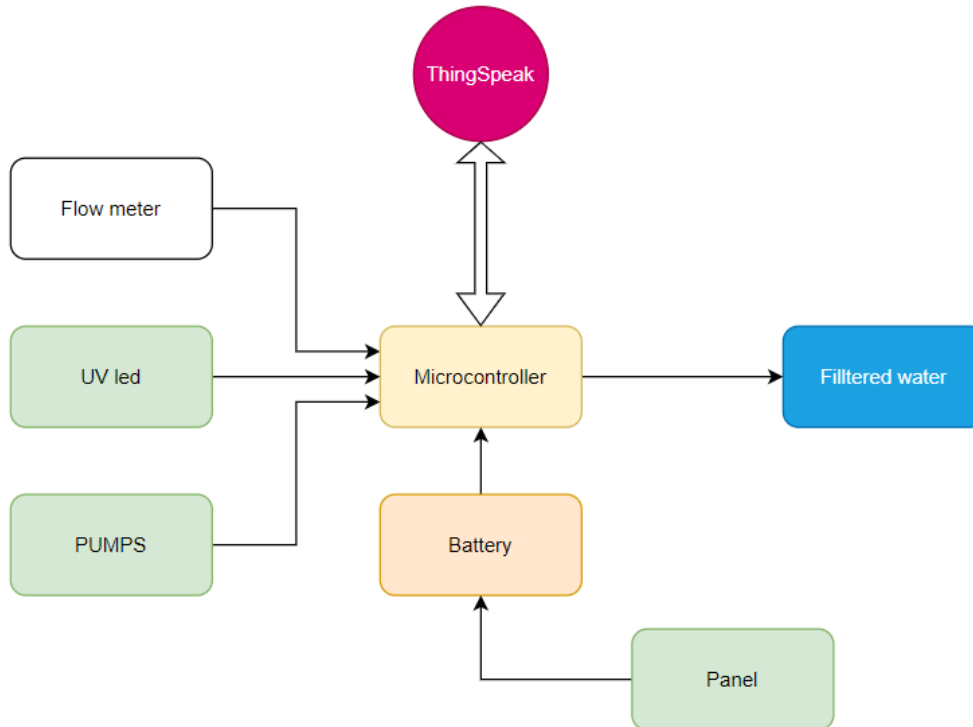 ThingSpeak
Flow meter
UV led
Microcontroller
Filltered water
PUMPS
Battery
Panel